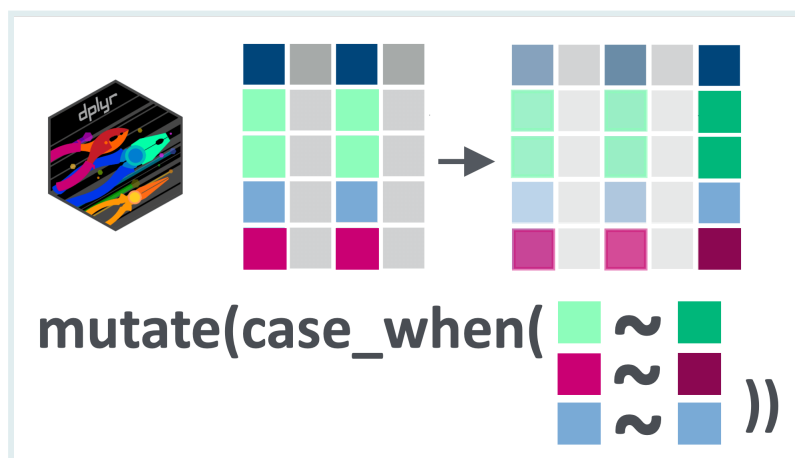 dplyr
mutate(case_when( ~
~
~ ))